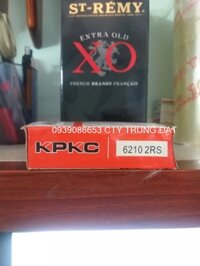 ST-RÉMY
EXTRA OLD
XO
FRENCH BRANDY FRANÇAIS
0939086653 CTY TRUNG ĐẠT
KPKC
6210 2RS